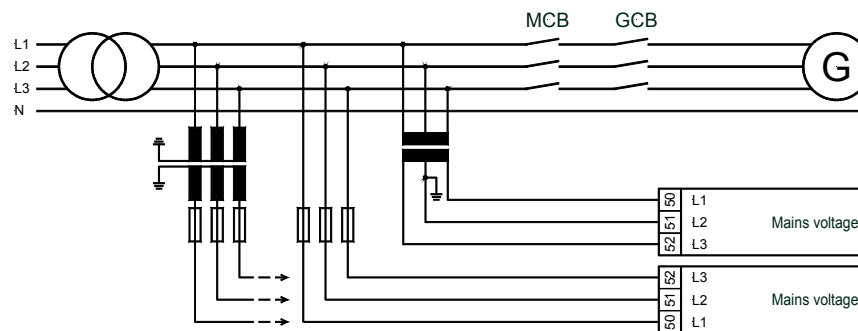 MCB GCB
L1
L2
L3
N
G
50 L1
51 L2 Mains voltage
52 L3
52 L3
51 L2 Mains voltage
50 L1